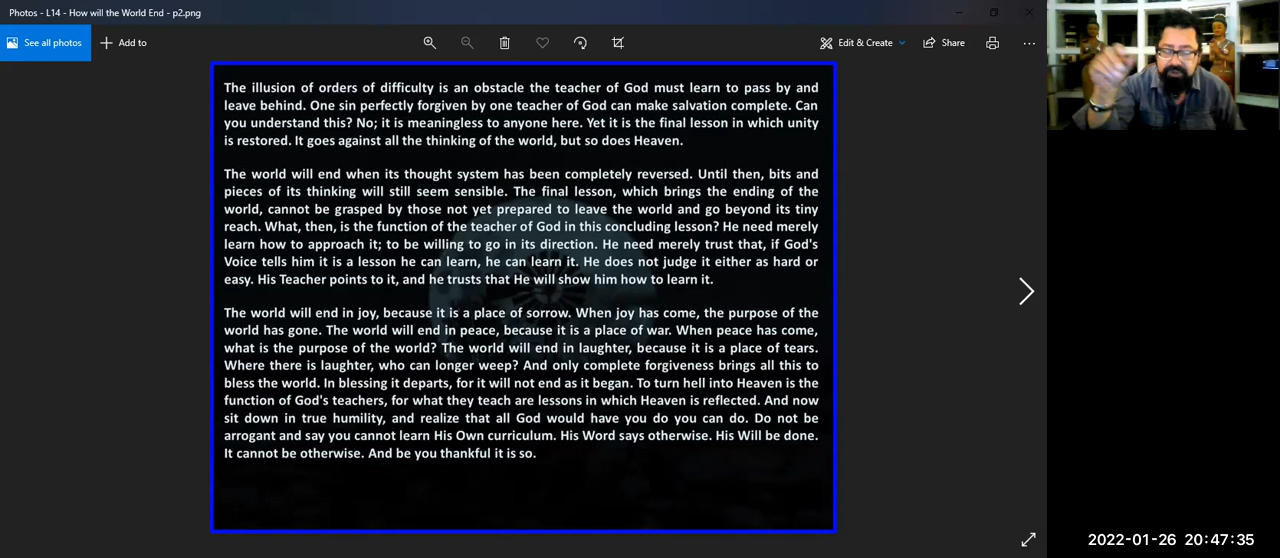 Photos - L14 - How will the World End - p2.png
See all photos
Add to
Edit & Create
Share
The illusion of orders of difficulty is an obstacle the teacher of God must learn to pass by and
leave behind. One sin perfectly forgiven by one teacher of God can make salvation complete. Can
you understand this? No; it is meaningless to anyone here. Yet it is the final lesson in which unity
is restored. It goes against all the thinking of the world, but so does Heaven.
The world will end when its thought system has been completely reversed. Until then, bits and
pieces of its thinking will still seem sensible. The final lesson, which brings the ending of the
world, cannot be grasped by those not yet prepared to leave the world and go beyond its tiny
reach. What, then, is the function of the teacher of God in this concluding lesson? He need merely
learn how to approach it; to be willing to go in its direction. He need merely trust that, if God's
Voice tells him it is a lesson he can learn, he can learn it. He does not judge it either as hard or
easy. His Teacher points to it, and he trusts that He will show him how to learn it.
The world will end in joy, because it is a place of sorrow. When joy has come, the purpose of the
world has gone. The world will end in peace, because it is a place of war. When peace has come,
what is the purpose of the world? The world will end in laughter, because it is a place of tears.
Where there is laughter, who can longer weep? And only complete forgiveness brings all this to
bless the world. In blessing it departs, for it will not end as it began. To turn hell into Heaven is the
function of God's teachers, for what they teach are lessons in which Heaven is reflected. And now
sit down in true humility, and realize that all God would have you do you can do. Do not be
arrogant and say you cannot learn His Own curriculum. His Word says otherwise. His Will be done.
It cannot be otherwise. And be you thankful it is so.
2022-01-26 20:47:35